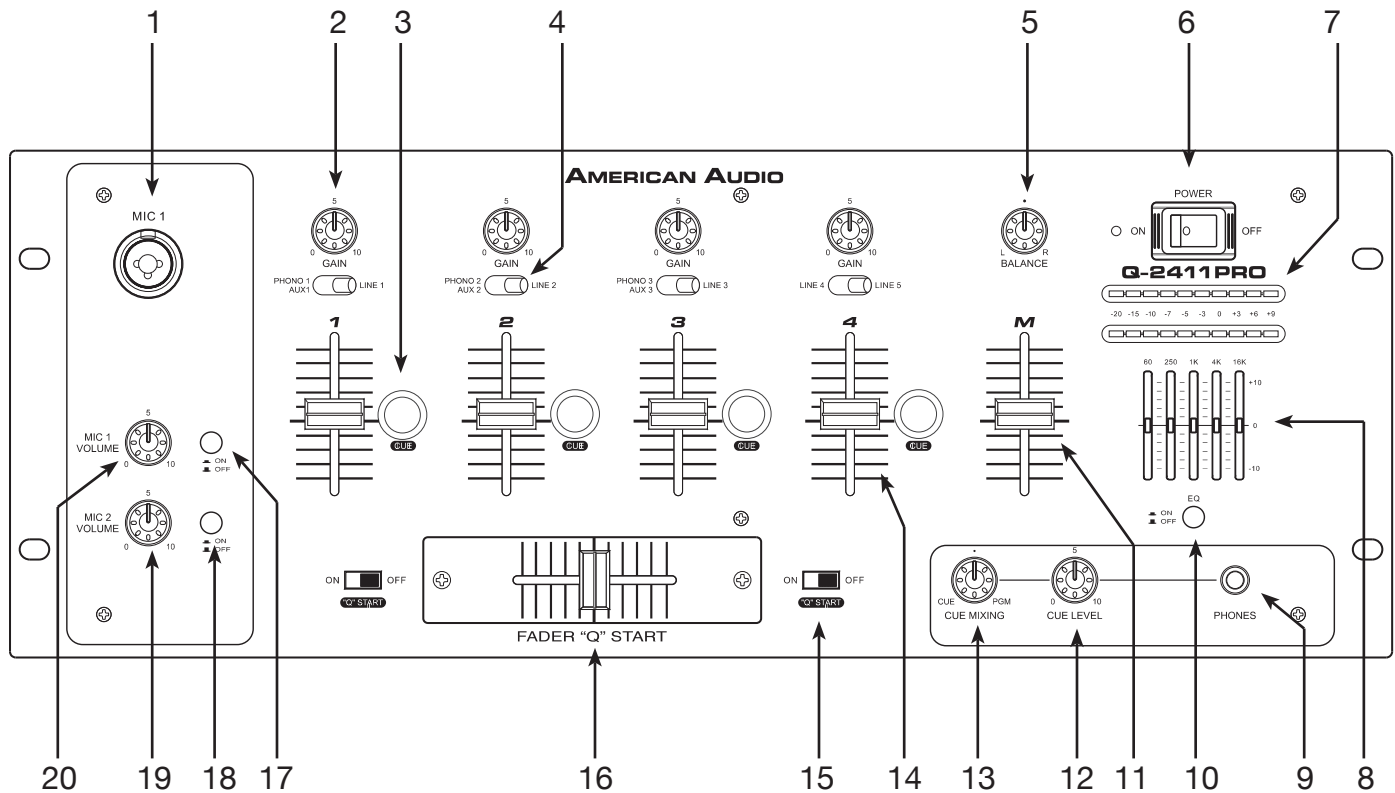 1 2 3 4 5 6 7
AMERICAN AUDIO
POWER
MIC 1
ON OFF
5 5 5 5
0 10 0 10 0 10 0 10 L R
GAIN GAIN GAIN GAIN BALANCE
Q-2411PRO
PHONO 1 LINE 1 PHONO 2 LINE 2 PHONO 3 LINE 3 LINE 4 LINE 5
AUX1 AUX 2 AUX 3
-20 -15 -10 -7 -5 -3 0 +3 +6 +9
1 2 3 4 M
60 250 1K 4K 16K
+10
0
-10
CUE CUE CUE CUE
5
MIC 1
VOLUME
0 10
ON
OFF
5
MIC 2
VOLUME
0 10
ON
OFF
EQ
ON
OFF
ON OFF
"Q" START
FADER "Q" START
ON OFF
"Q" START
5
CUE PGM 0 10
CUE MIXING CUE LEVEL PHONES
20 19 18 17 16 15 14 13 12 11 10 9 8